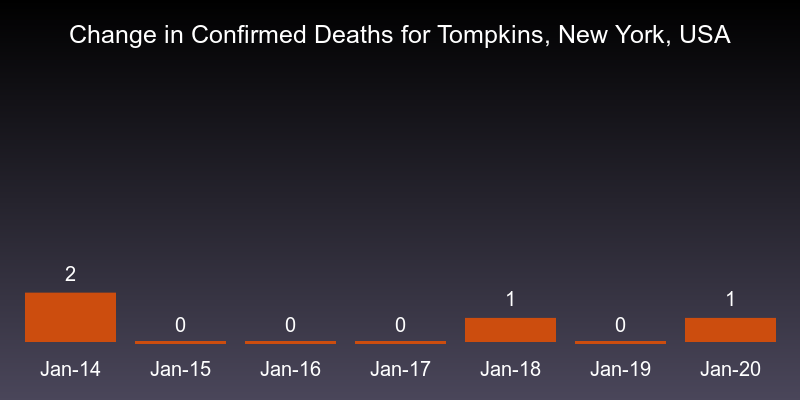 Change in Confirmed Deaths for Tompkins, New York, USA
2
0
0
0
1
0
1
Jan-14
Jan-15
Jan-16
Jan-17
Jan-18
Jan-19
Jan-20